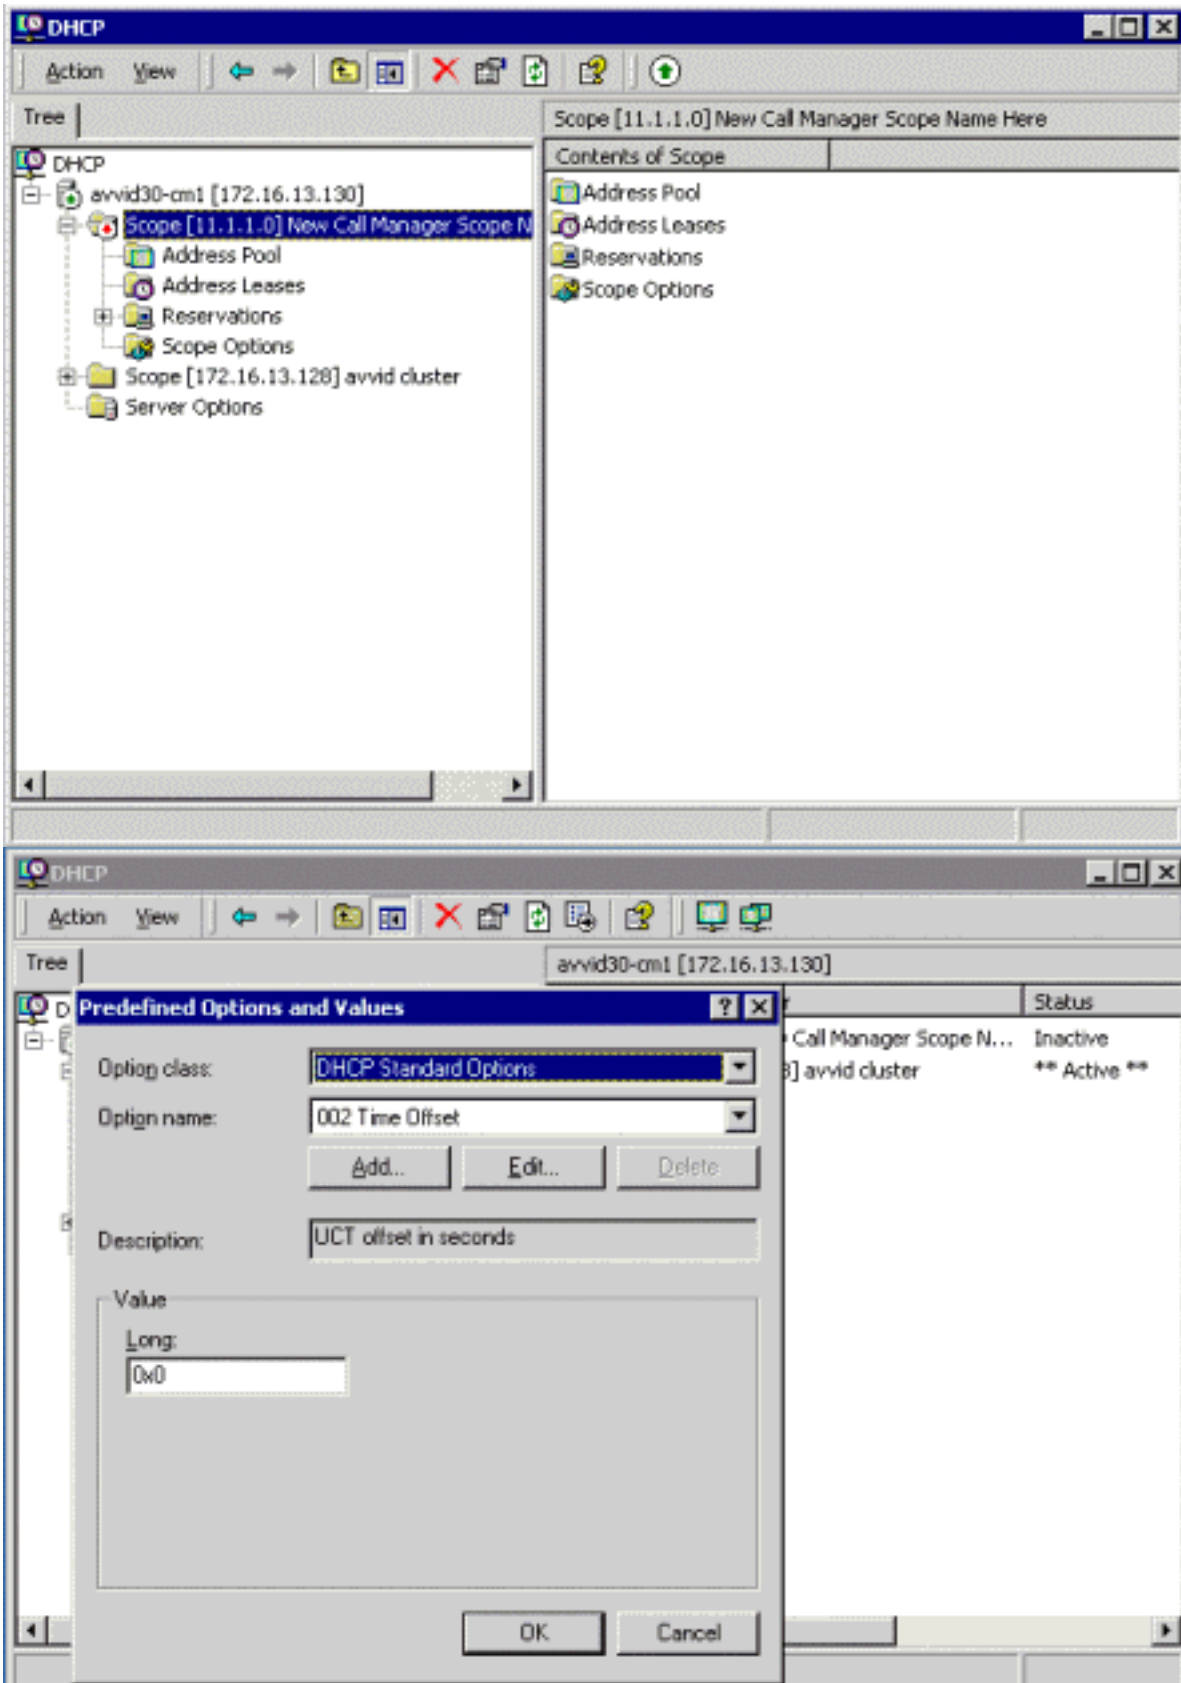 DHCP
Action View
Tree
Scope [11.1.1.0] New Call Manager Scope Name Here
DHCP
Contents of Scope
avvid30-cm1 [172.16.13.130]
Scope [11.1.1.0] New Call Manager Scope N
Address Pool
Address Leases
Reservations
Scope Options
Scope [172.16.13.128] avvid cluster
Server Options
Address Pool
Address Leases
Reservations
Scope Options
DHCP
Action View
Tree
avvid30-cm1 [172.16.13.130]
D
Predefined Options and Values
Status
Call Manager Scope N... Inactive
3] avvid cluster ** Active **
Option class: DHCP Standard Options
Option name: 002 Time Offset
Add... Edit... Delete
Description: UCT offset in seconds
Value
Long:
0x0
OK Cancel